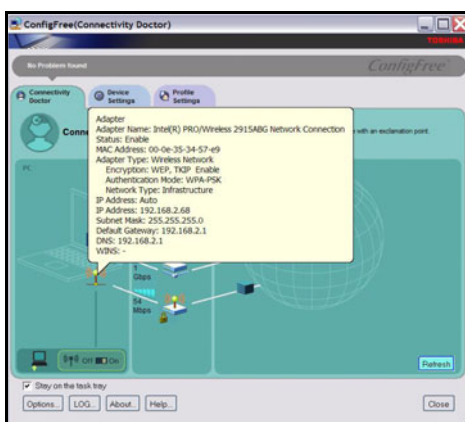 ConfigFree(Connectivity Doctor)
TOSHIBA
No Problem found
ConfigFree
Connectivity
Doctor
Device
Settings
Profile
Settings
Adapter
Adapter Name: Intel(R) PRO/Wireless 2915ABG Network Connection
Status: Enable
MAC Address: 00-0e-35-34-57-e9
Adapter Type: Wireless Network
Encryption: WEP, TKIP Enable
Authentication Mode: WPA-PSK
Network Type: Infrastructure
IP Address: Auto
IP Address: 192.168.2.68
Subnet Mask: 255.255.255.0
Default Gateway: 192.168.2.1
DNS: 192.168.2.1
WINS: -
Conne
with an exclamation point.
PC
1
Gbps
54
Mbps
Off On
Refresh
Stay on the task tray
Options... LOG... About... Help... Close